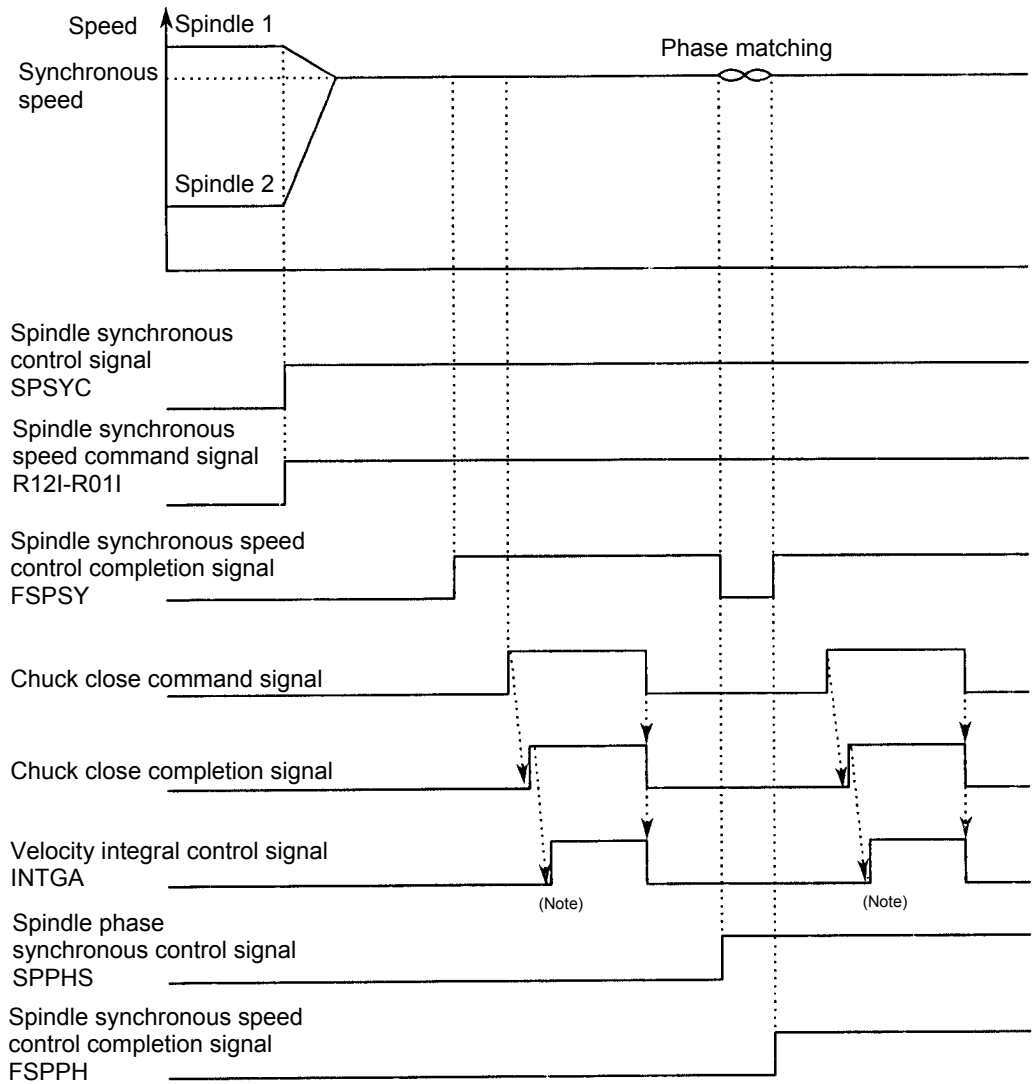 Speed
Spindle 1
Synchronous
speed
Phase matching
Spindle 2
Spindle synchronous
control signal
SPSYC
Spindle synchronous
speed command signal
R12I-R01I
Spindle synchronous speed
control completion signal
FSPSY
Chuck close command signal
Chuck close completion signal
Velocity integral control signal
INTGA
(Note)
(Note)
Spindle phase
synchronous control signal
SPPHS
Spindle synchronous speed
control completion signal
FSPPH